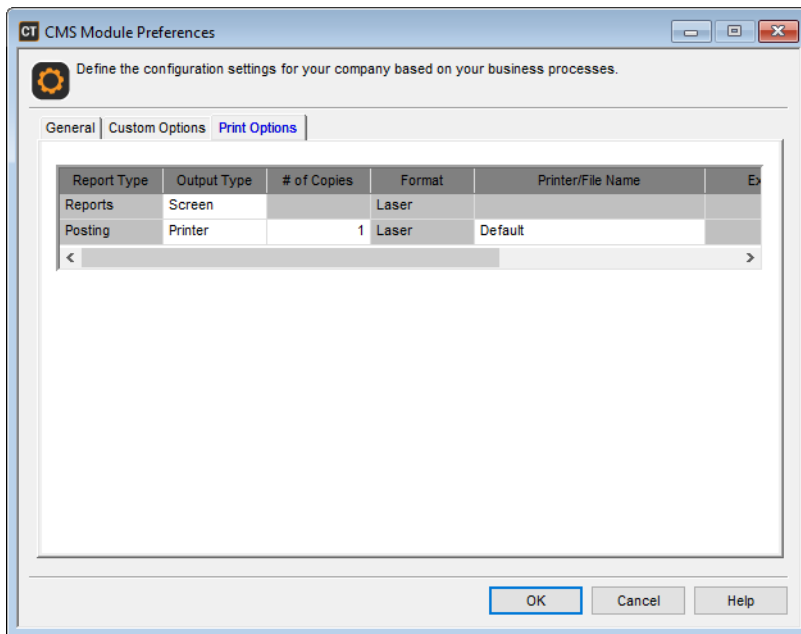 CT CMS Module Preferences
Define the configuration settings for your company based on your business processes.
General Custom Options Print Options
Report Type Output Type # of Copies Format Printer/File Name Ex
Reports Screen Laser
Posting Printer 1 Laser Default
OK Cancel Help